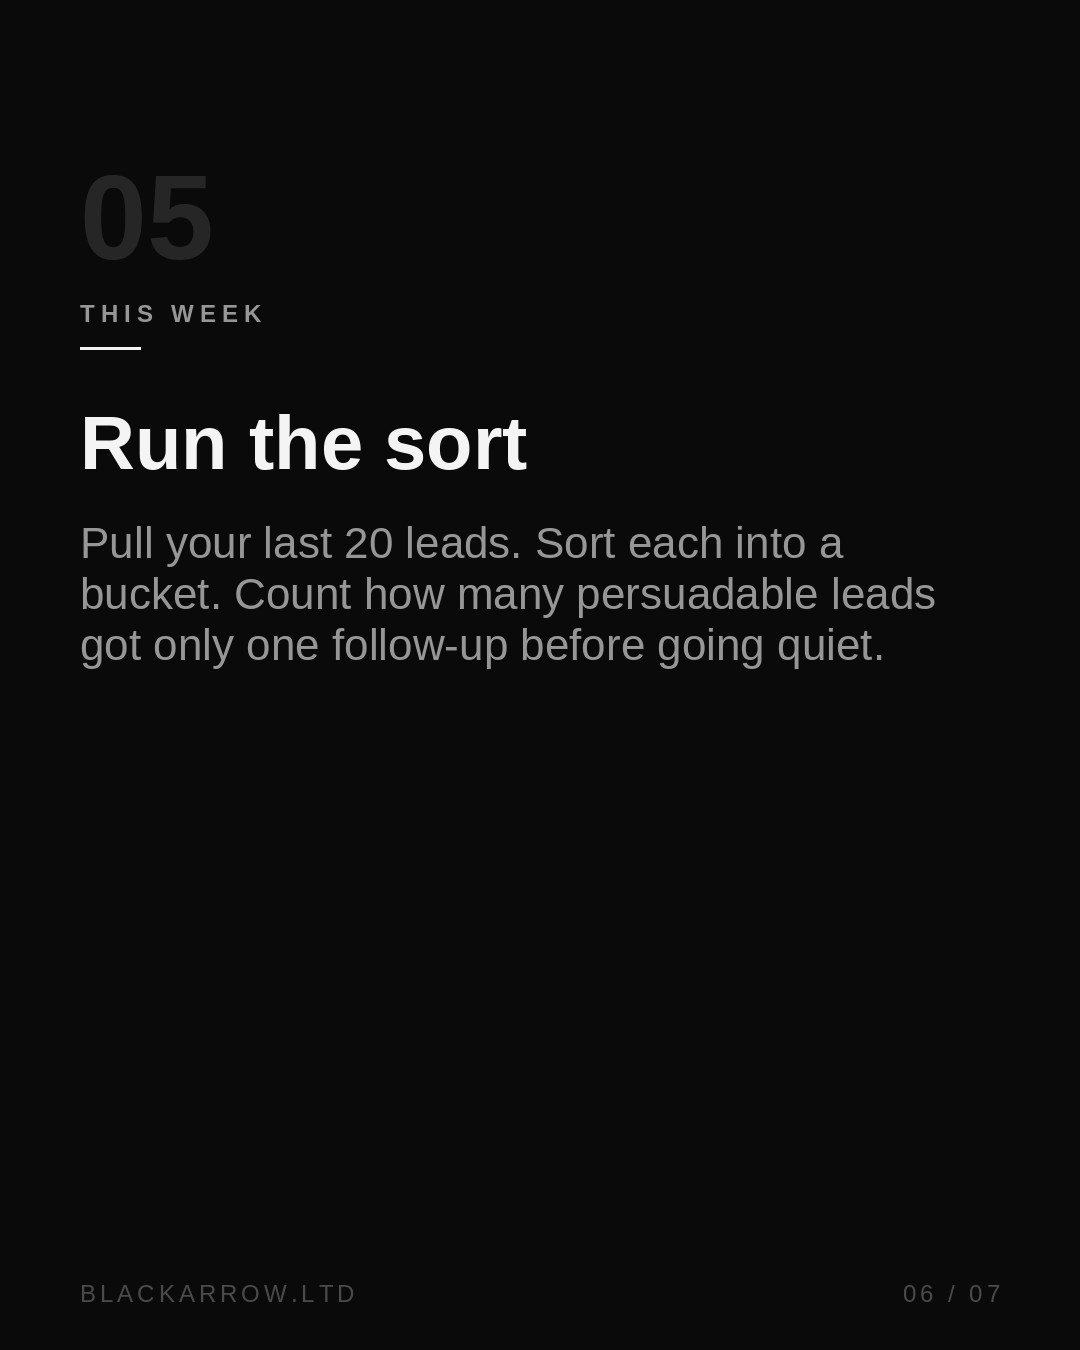 05
THIS WEEK
Run the sort
Pull your last 20 leads. Sort each into a
bucket. Count how many persuadable leads
got only one follow-up before going quiet.
BLACKARROW.LTD
06 / 07